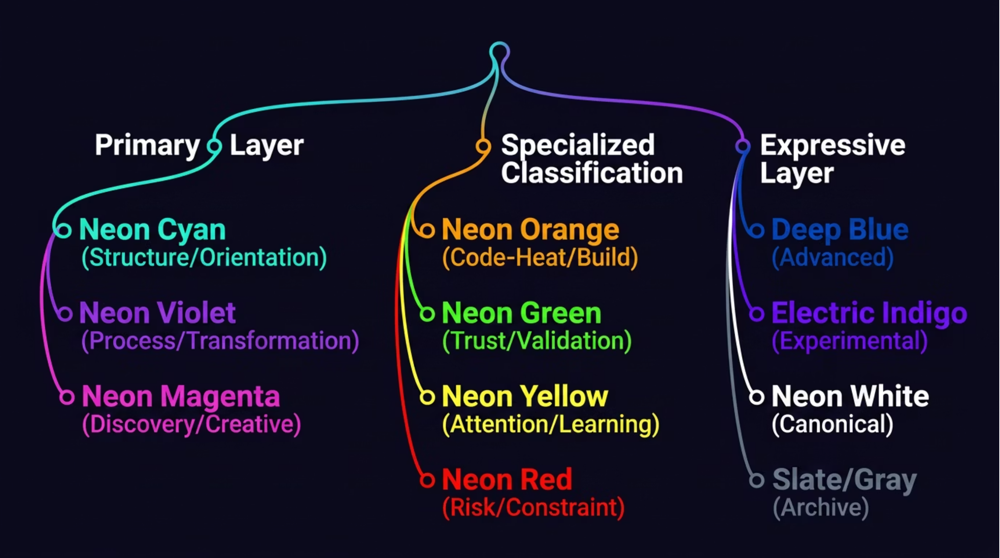 Primary Layer
Neon Cyan
(Structure/Orientation)
Neon Violet
(Process/Transformation)
Neon Magenta
(Discovery/Creative)
Specialized
Classification
Neon Orange
(Code-Heat/Build)
Neon Green
(Trust/Validation)
Neon Yellow
(Attention/Learning)
Neon Red
(Risk/Constraint)
Expressive
Layer
Deep Blue
(Advanced)
Electric Indigo
(Experimental)
Neon White
(Canonical)
Slate/Gray
(Archive)